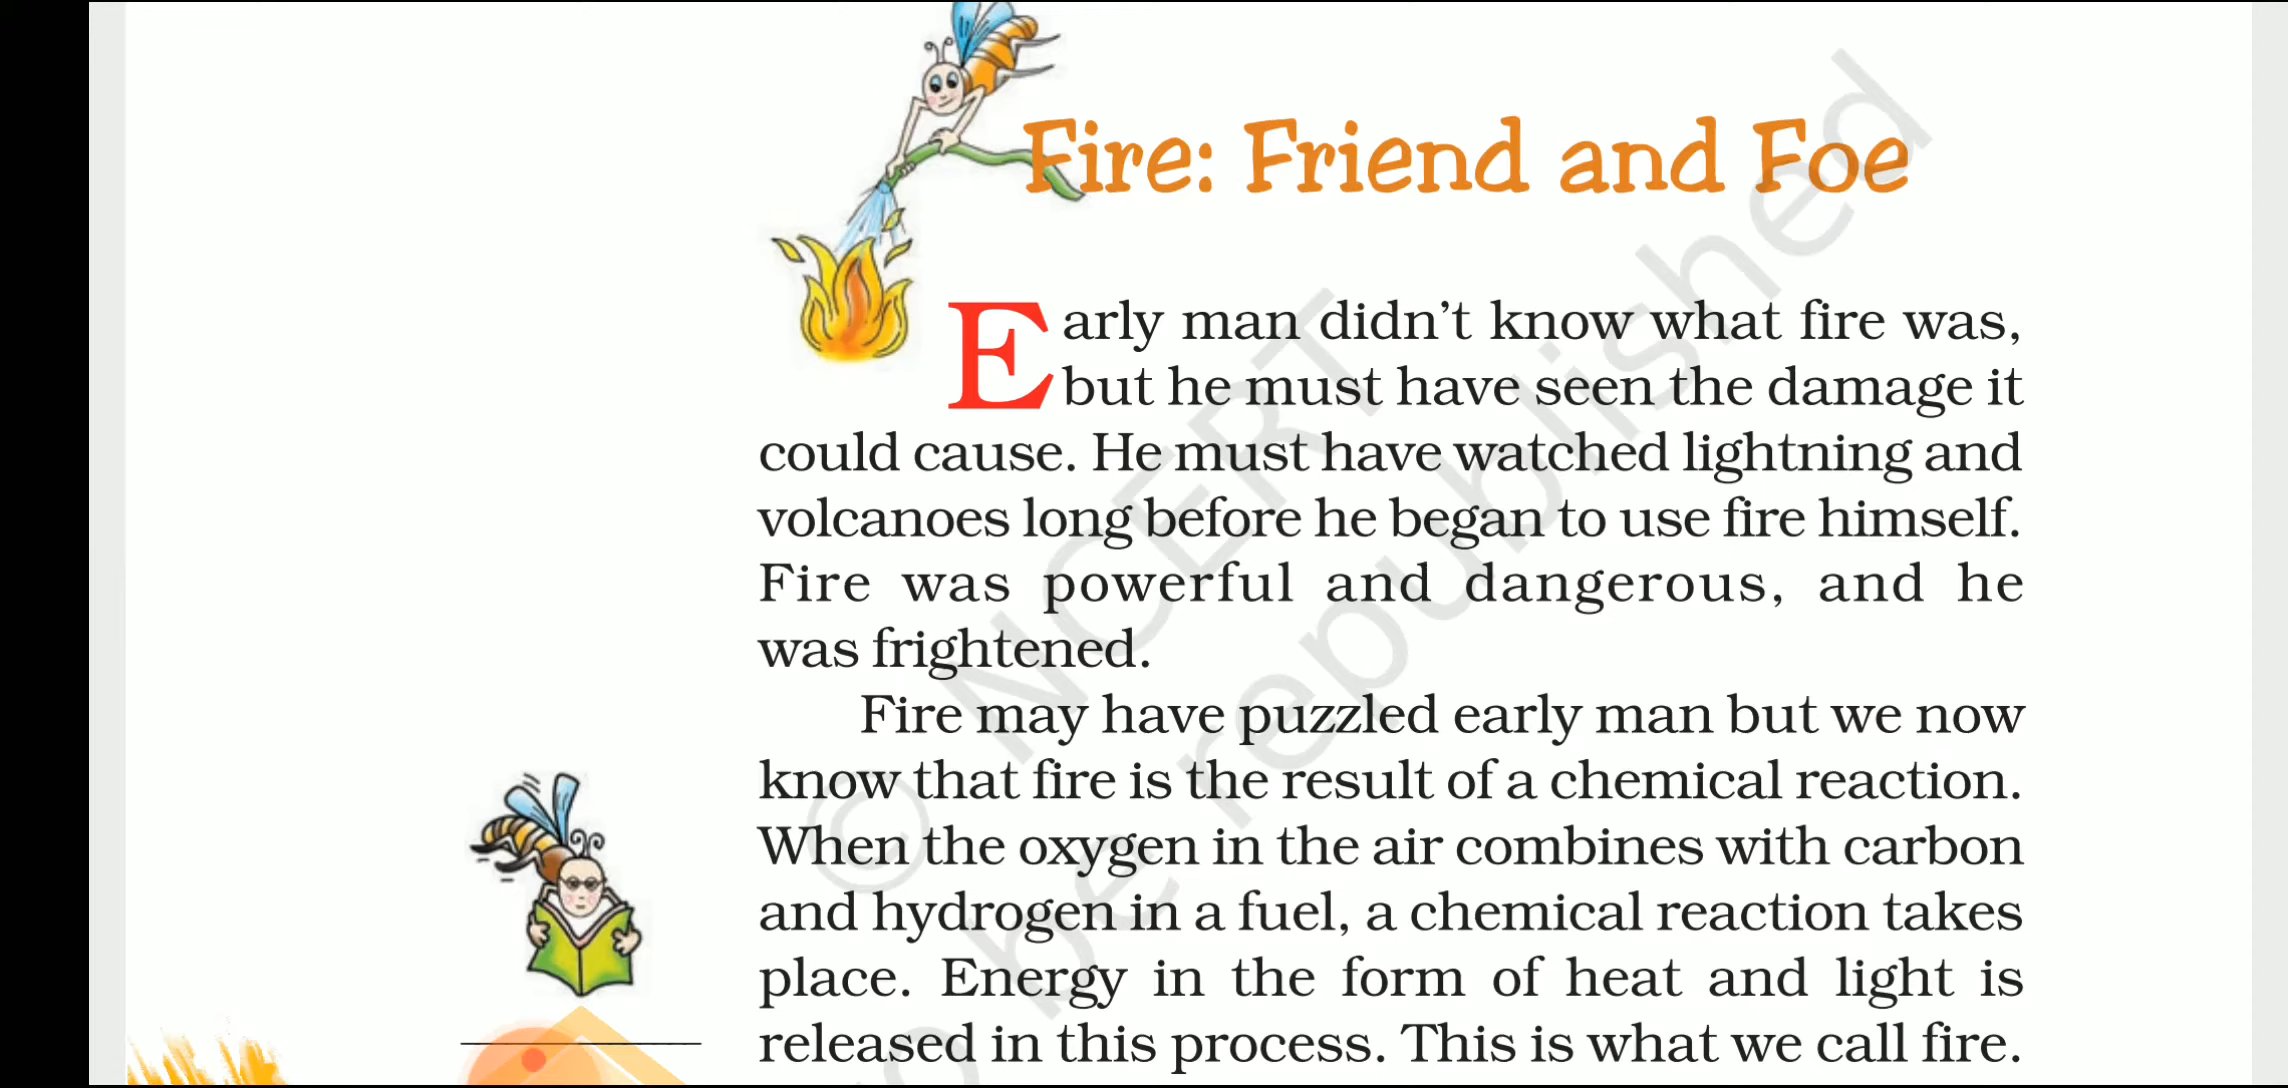 Fire: Friend and Foe
Early man didn’t know what fire was,
but he must have seen the damage it
could cause. He must have watched lightning and
volcanoes long before he began to use fire himself.
Fire was powerful and dangerous, and he
was frightened.
Fire may have puzzled early man but we now
know that fire is the result of a chemical reaction.
When the oxygen in the air combines with carbon
and hydrogen in a fuel, a chemical reaction takes
place. Energy in the form of heat and light is
released in this process. This is what we call fire.
© NCERT
o be republished